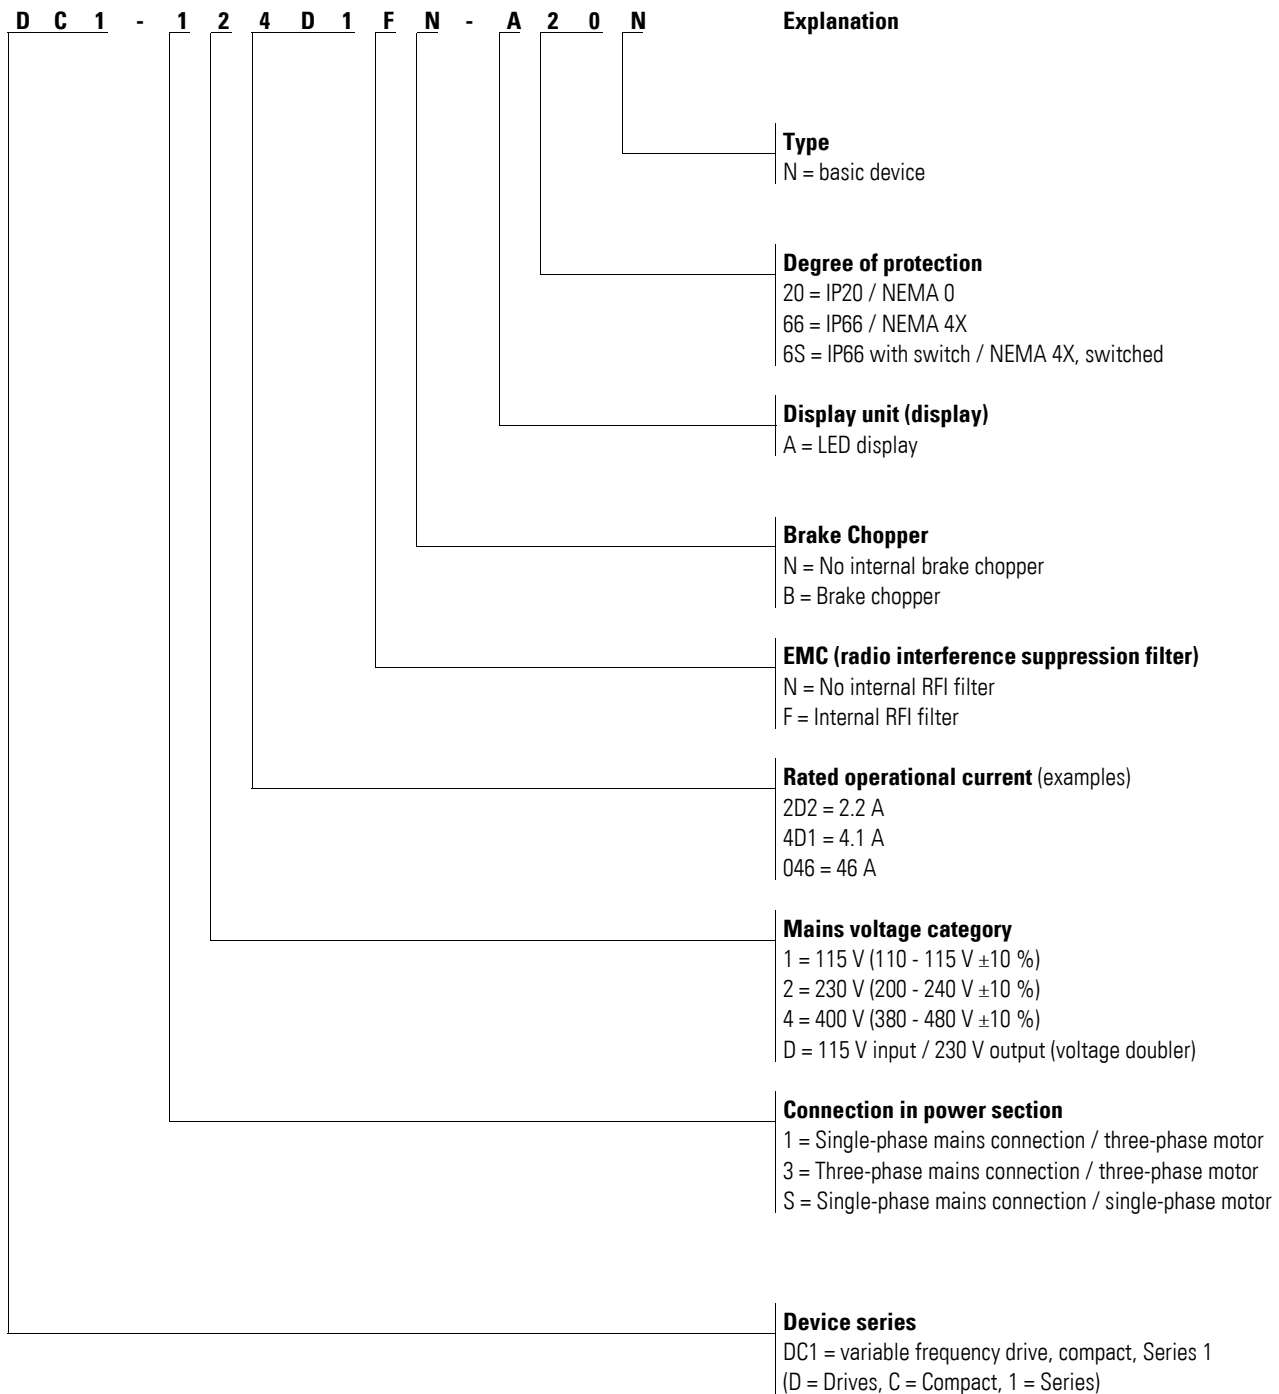 D C 1 - 1 2 4 D 1 F N - A 2 0 N Explanation
Type
N = basic device
Degree of protection
20 = IP20 / NEMA 0
66 = IP66 / NEMA 4X
6S = IP66 with switch / NEMA 4X, switched
Display unit (display)
A = LED display
Brake Chopper
N = No internal brake chopper
B = Brake chopper
EMC (radio interference suppression filter)
N = No internal RFI filter
F = Internal RFI filter
Rated operational current (examples)
2D2 = 2.2 A
4D1 = 4.1 A
046 = 46 A
Mains voltage category
1 = 115 V (110 - 115 V ±10 %)
2 = 230 V (200 - 240 V ±10 %)
4 = 400 V (380 - 480 V ±10 %)
D = 115 V input / 230 V output (voltage doubler)
Connection in power section
1 = Single-phase mains connection / three-phase motor
3 = Three-phase mains connection / three-phase motor
S = Single-phase mains connection / single-phase motor
Device series
DC1 = variable frequency drive, compact, Series 1
(D = Drives, C = Compact, 1 = Series)